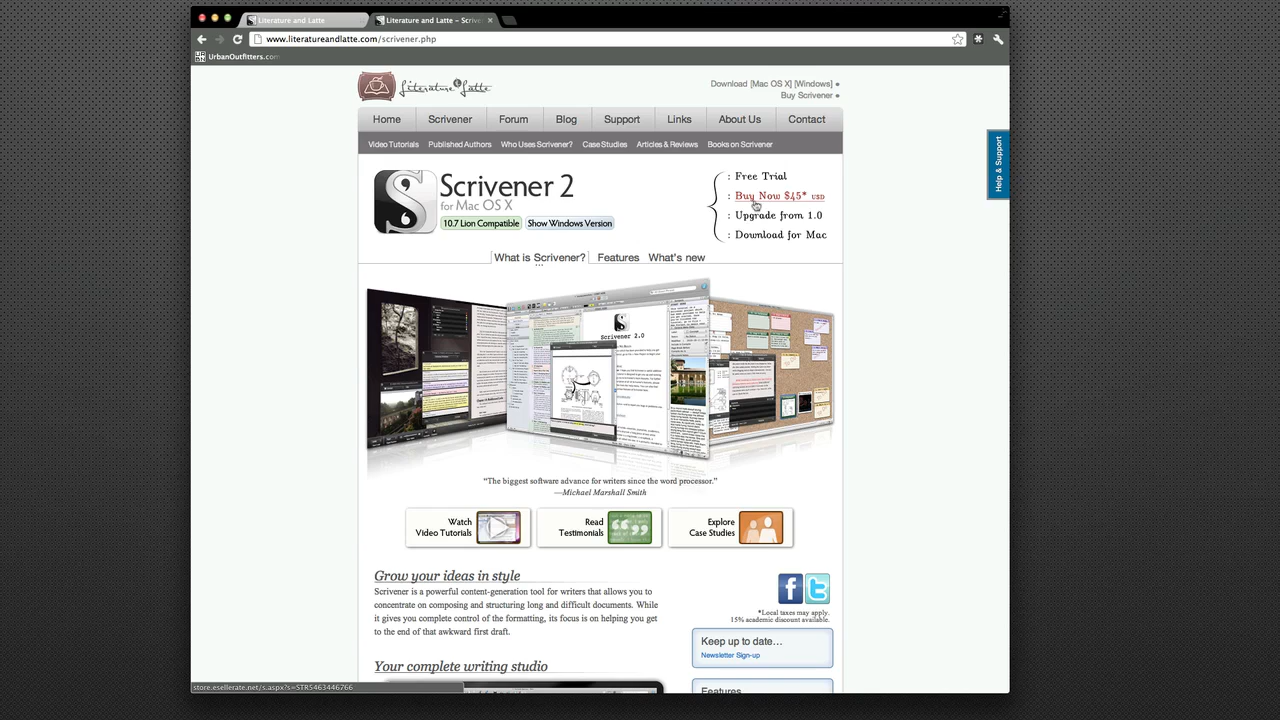 Literature and Latte
Literature and Latte – Scrive
www.literatureandlatte.com/scrivener.php
UrbanOutfitters.com
Literature & Latte
Download [Mac OS X] [Windows]
Buy Scrivener
Home Scrivener Forum Blog Support Links About Us Contact
Video Tutorials Published Authors Who Uses Scrivener? Case Studies Articles & Reviews Books on Scrivener
Help & Support
Scrivener 2
for Mac OS X
10.7 Lion Compatible Show Windows Version
: Free Trial
: Buy Now $45* USD
: Upgrade from 1.0
: Download for Mac
What is Scrivener? Features What's new
Scrivener 2.0
“The biggest software advance for writers since the word processor.”
—Michael Marshall Smith
Watch
Video Tutorials
Read
Testimonials
Explore
Case Studies
Grow your ideas in style
Scrivener is a powerful content-generation tool for writers that allows you to
concentrate on composing and structuring long and difficult documents. While
it gives you complete control of the formatting, its focus is on helping you get
to the end of that awkward first draft.
*Local taxes may apply.
15% academic discount available.
Keep up to date...
Newsletter Sign-up
Your complete writing studio
Features
store.esellerate.net/s.aspx?s=STR5463446766